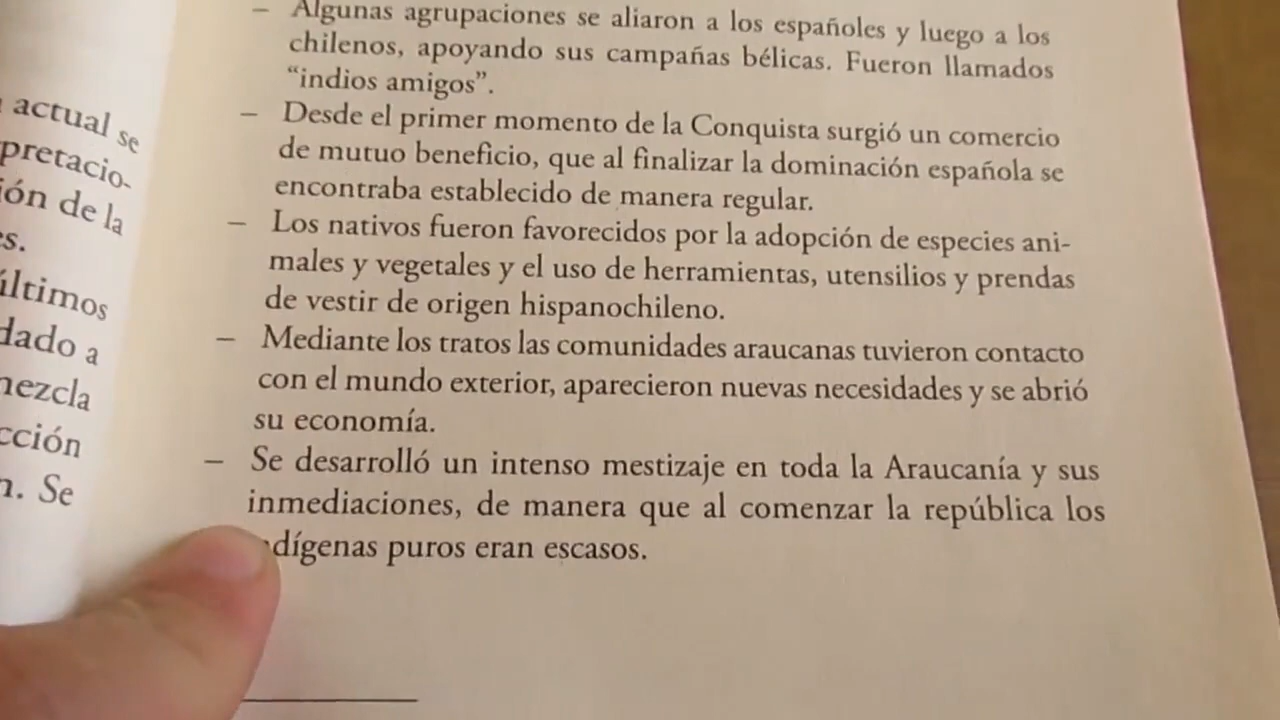 actual se
pretacio-
ión de la
es.
últimos
dado a
mezcla
cción
n. Se
– Algunas agrupaciones se aliaron a los españoles y luego a los
chilenos, apoyando sus campañas bélicas. Fueron llamados
“indios amigos”.
– Desde el primer momento de la Conquista surgió un comercio
de mutuo beneficio, que al finalizar la dominación española se
encontraba establecido de manera regular.
– Los nativos fueron favorecidos por la adopción de especies ani-
males y vegetales y el uso de herramientas, utensilios y prendas
de vestir de origen hispanochileno.
– Mediante los tratos las comunidades araucanas tuvieron contacto
con el mundo exterior, aparecieron nuevas necesidades y se abrió
su economía.
– Se desarrolló un intenso mestizaje en toda la Araucanía y sus
inmediaciones, de manera que al comenzar la república los
dígenas puros eran escasos.